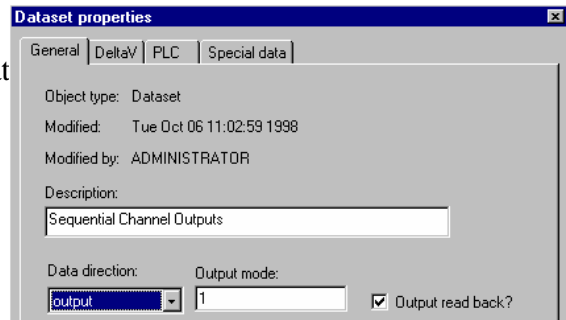 Dataset properties
General DeltaV PLC Special data
t
Object type: Dataset
Modified: Tue Oct 06 11:02:59 1998
Modified by: ADMINISTRATOR
Description:
Sequential Channel Outputs
Data direction: Output mode:
output 1 Output read back?